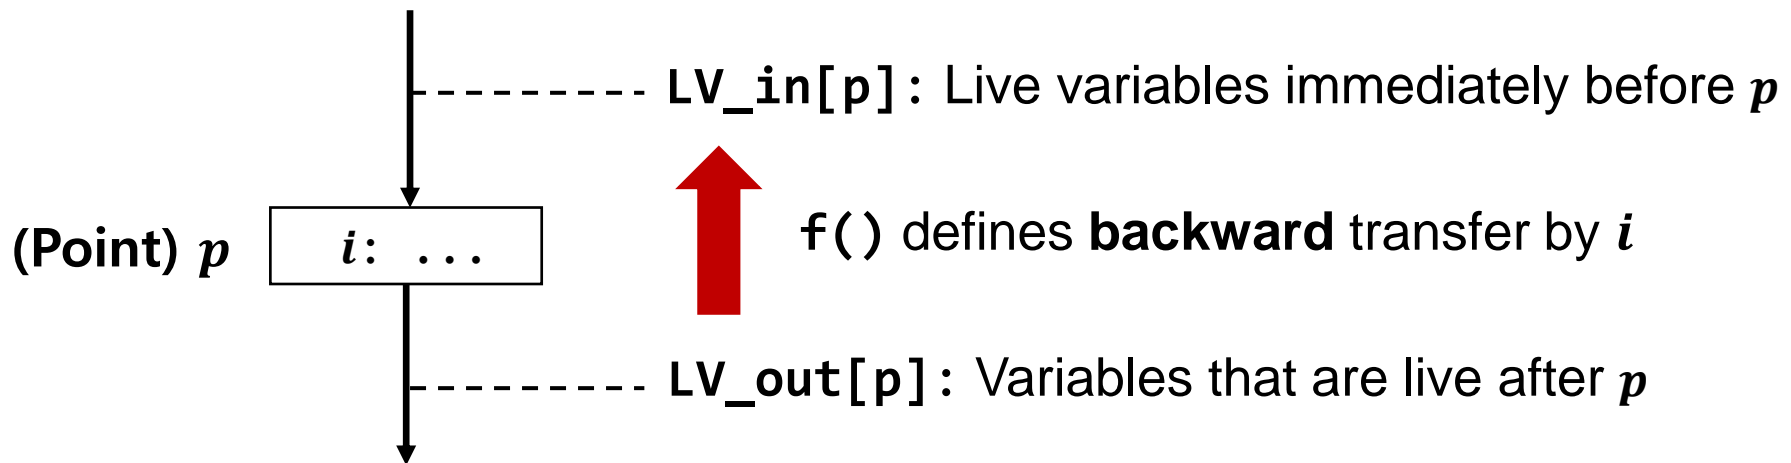 LV_in[p]: Live variables immediately before p
(Point) p
i: ...
f() defines backward transfer by i
LV_out[p]: Variables that are live after p